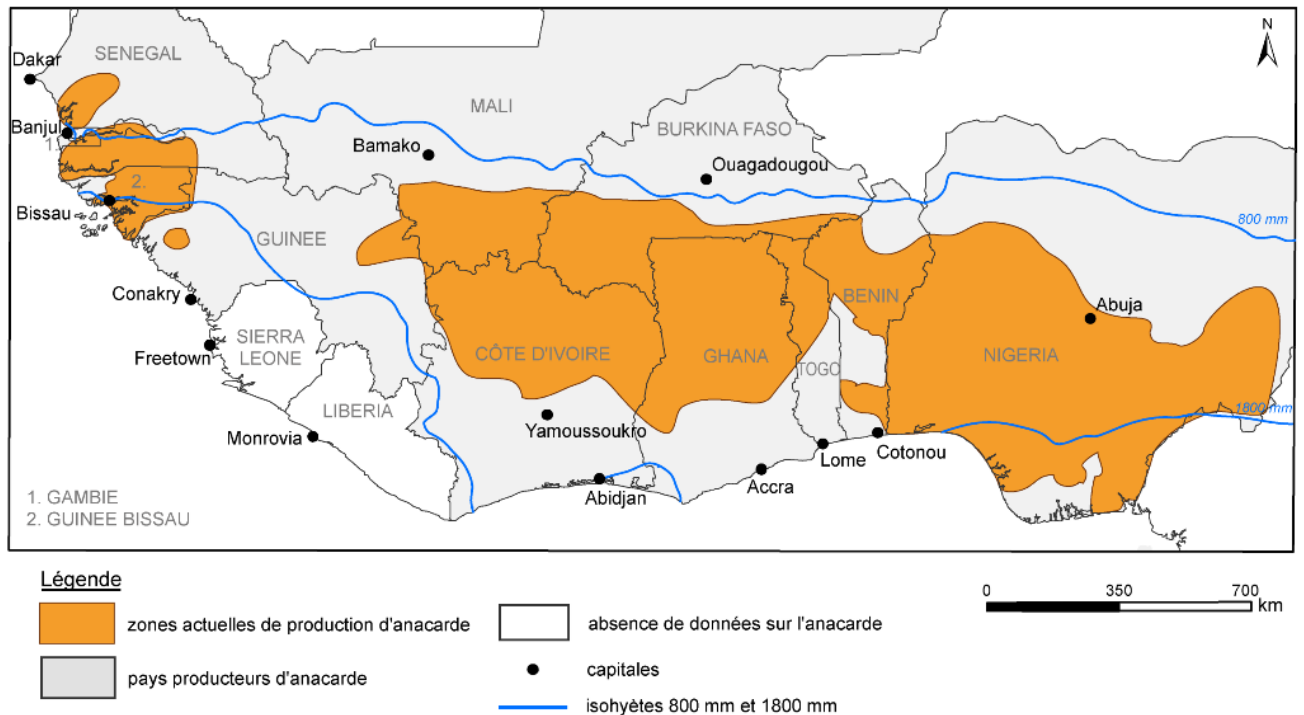 N
Dakar
SENEGAL
MALI
Banjul
1.
BURKINA FASO
Bamako
Ouagadougou
2.
Bissau
800 mm
GUINEE
Conakry
BENIN
Abuja
SIERRA
LEONE
Freetown
CÔTE D'IVOIRE
GHANA
NIGERIA
TOGO
LIBERIA
1800 mm
Yamoussoukro
Monrovia
Lome
Cotonou
Accra
Abidjan
1. GAMBIE
2. GUINEE BISSAU
Légende
zones actuelles de production d'anacarde
pays producteurs d'anacarde
absence de données sur l'anacarde
capitales
isohyètes 800 mm et 1800 mm
0 350 700
km